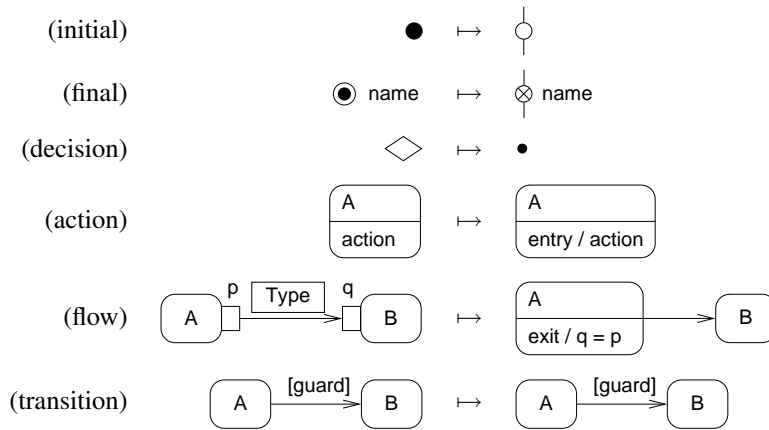 (initial) ↦
(final) name ↦ name
(decision) ↦
(action) A action ↦ A entry / action
(flow) A p Type q B ↦ A exit / q = p B
(transition) A [guard] B ↦ A [guard] B